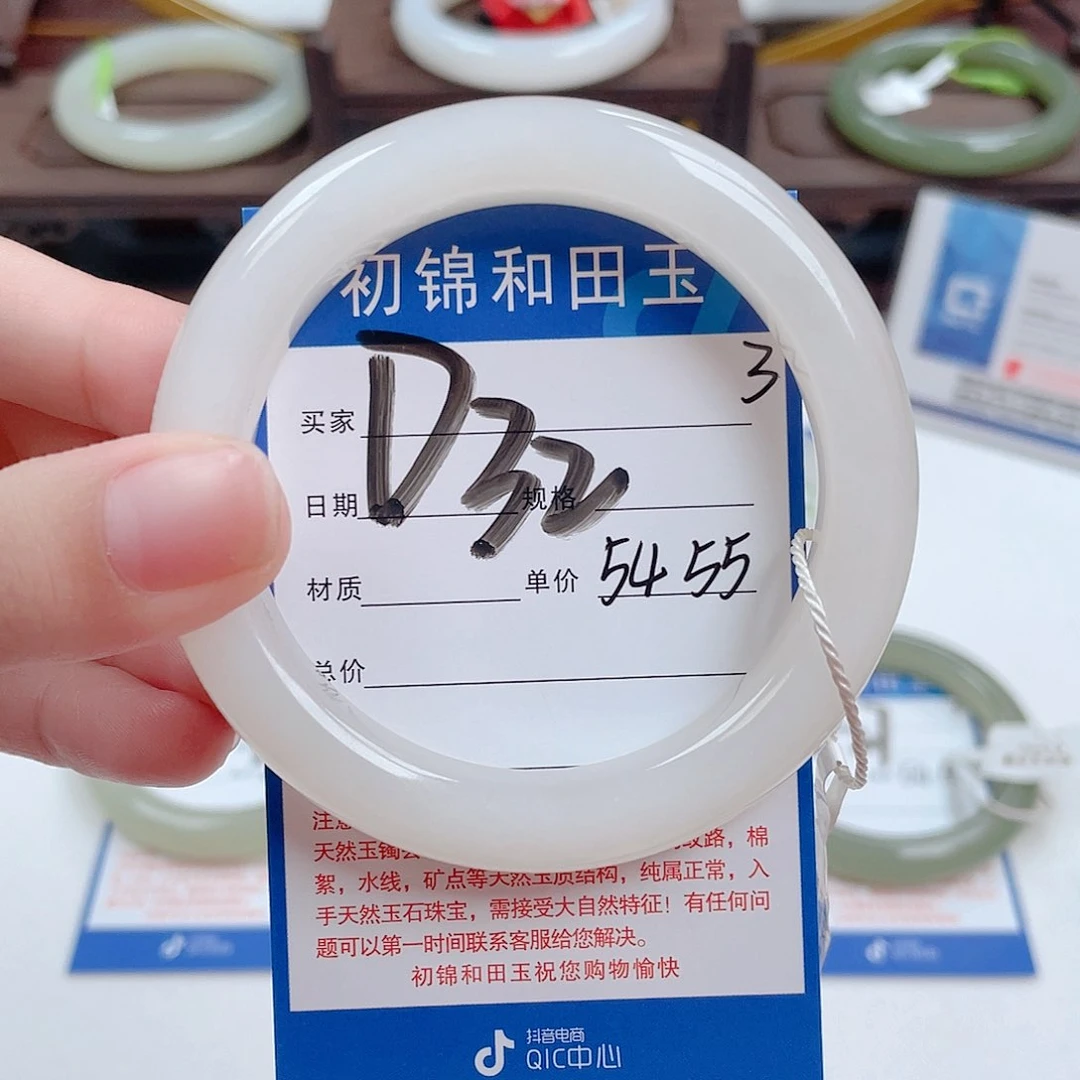 初锦和田玉
3
买家
D32
日期 规格
材质 单价 54 55
总价
注意
天然玉镯 路，棉
絮，水线，矿点等天然玉质结构，纯属正常，入
手天然玉石珠宝，需接受大自然特征！有任何问
题可以第一时间联系客服给您解决。
初锦和田玉祝您购物愉快
抖音电商
QIC中心